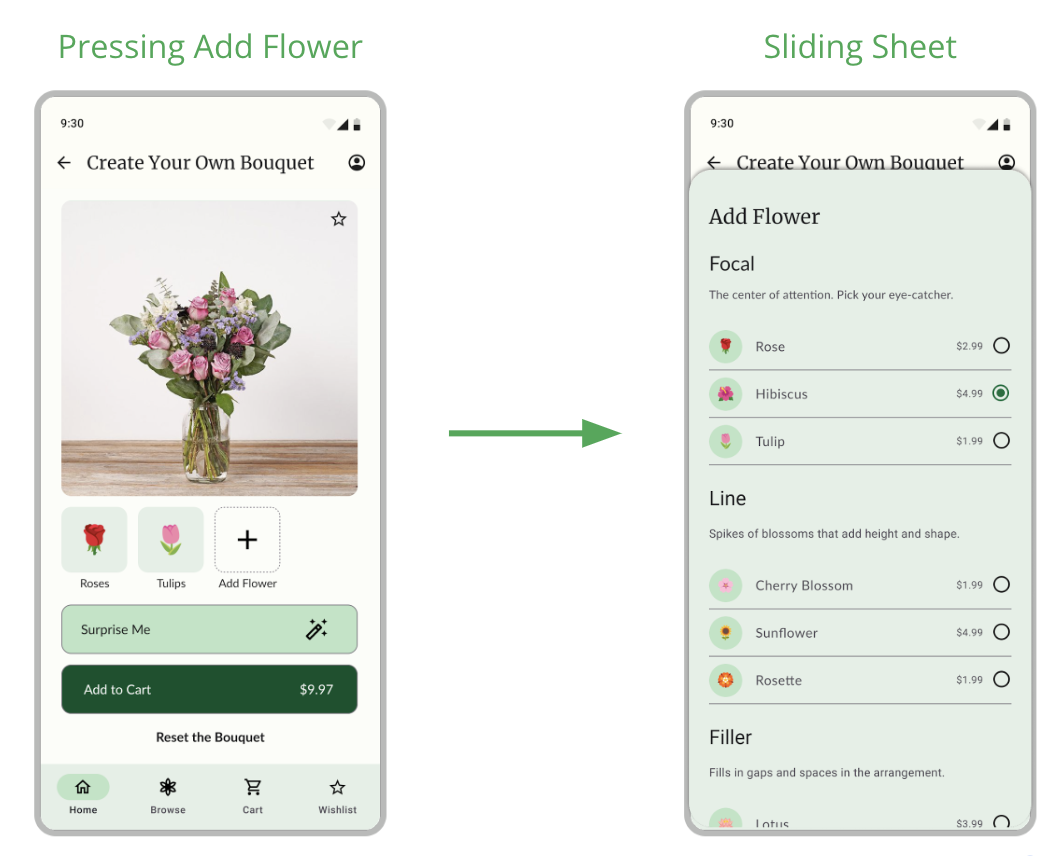 Pressing Add Flower
9:30
Create Your Own Bouquet
Roses
Tulips
Add Flower
Surprise Me
Add to Cart $9.97
Reset the Bouquet
Home Browse Cart Wishlist
Sliding Sheet
9:30
Create Your Own Bouquet
Add Flower
Focal
The center of attention. Pick your eye-catcher.
Rose $2.99
Hibiscus $4.99
Tulip $1.99
Line
Spikes of blossoms that add height and shape.
Cherry Blossom $1.99
Sunflower $4.99
Rosette $1.99
Filler
Fills in gaps and spaces in the arrangement.
Lotus $3.99